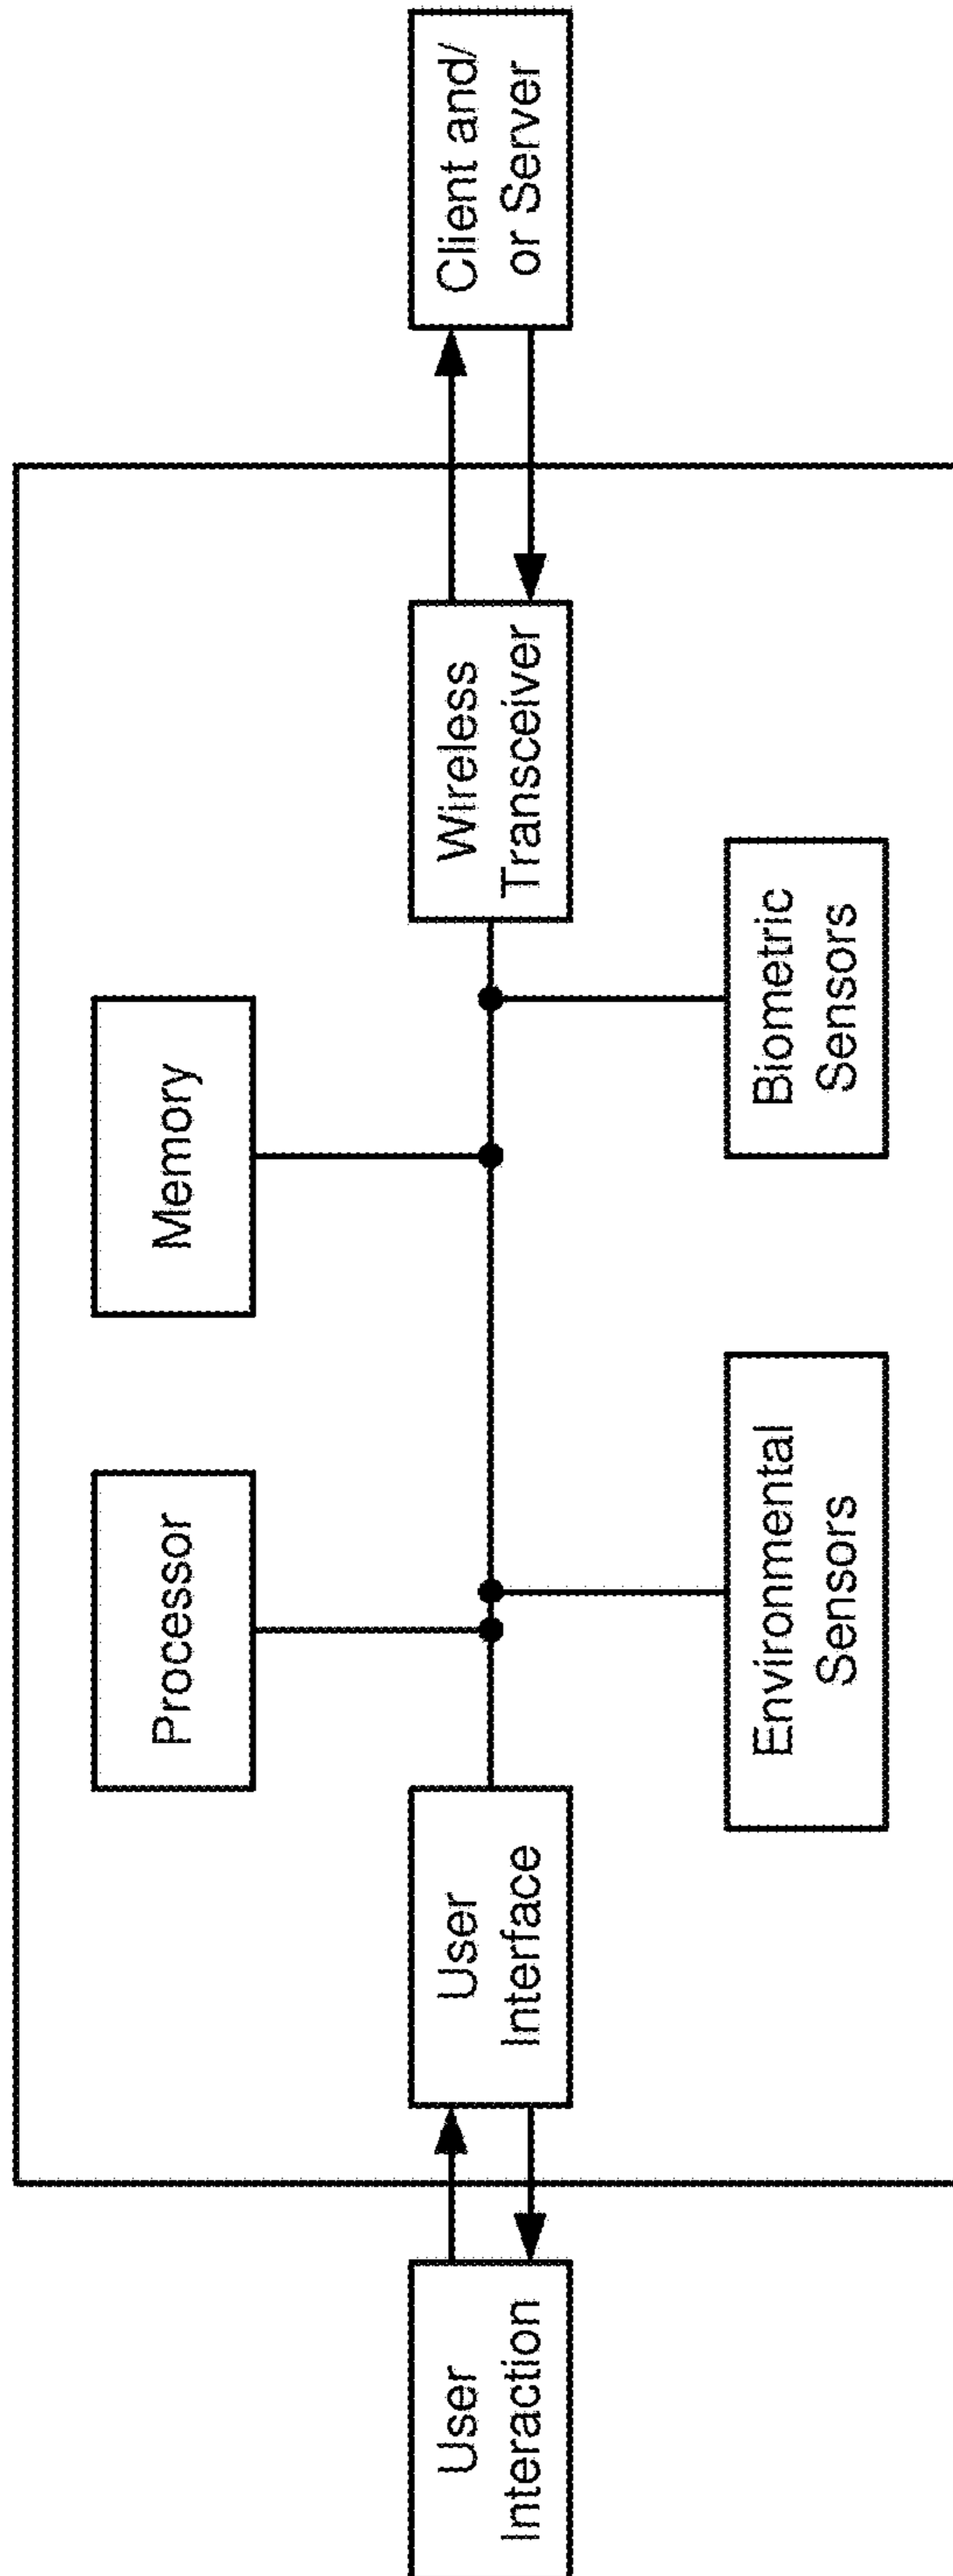 Processor
Memory
User
Interaction
User
Interface
Wireless
Transceiver
Client and/
or Server
Environmental
Sensors
Biometric
Sensors